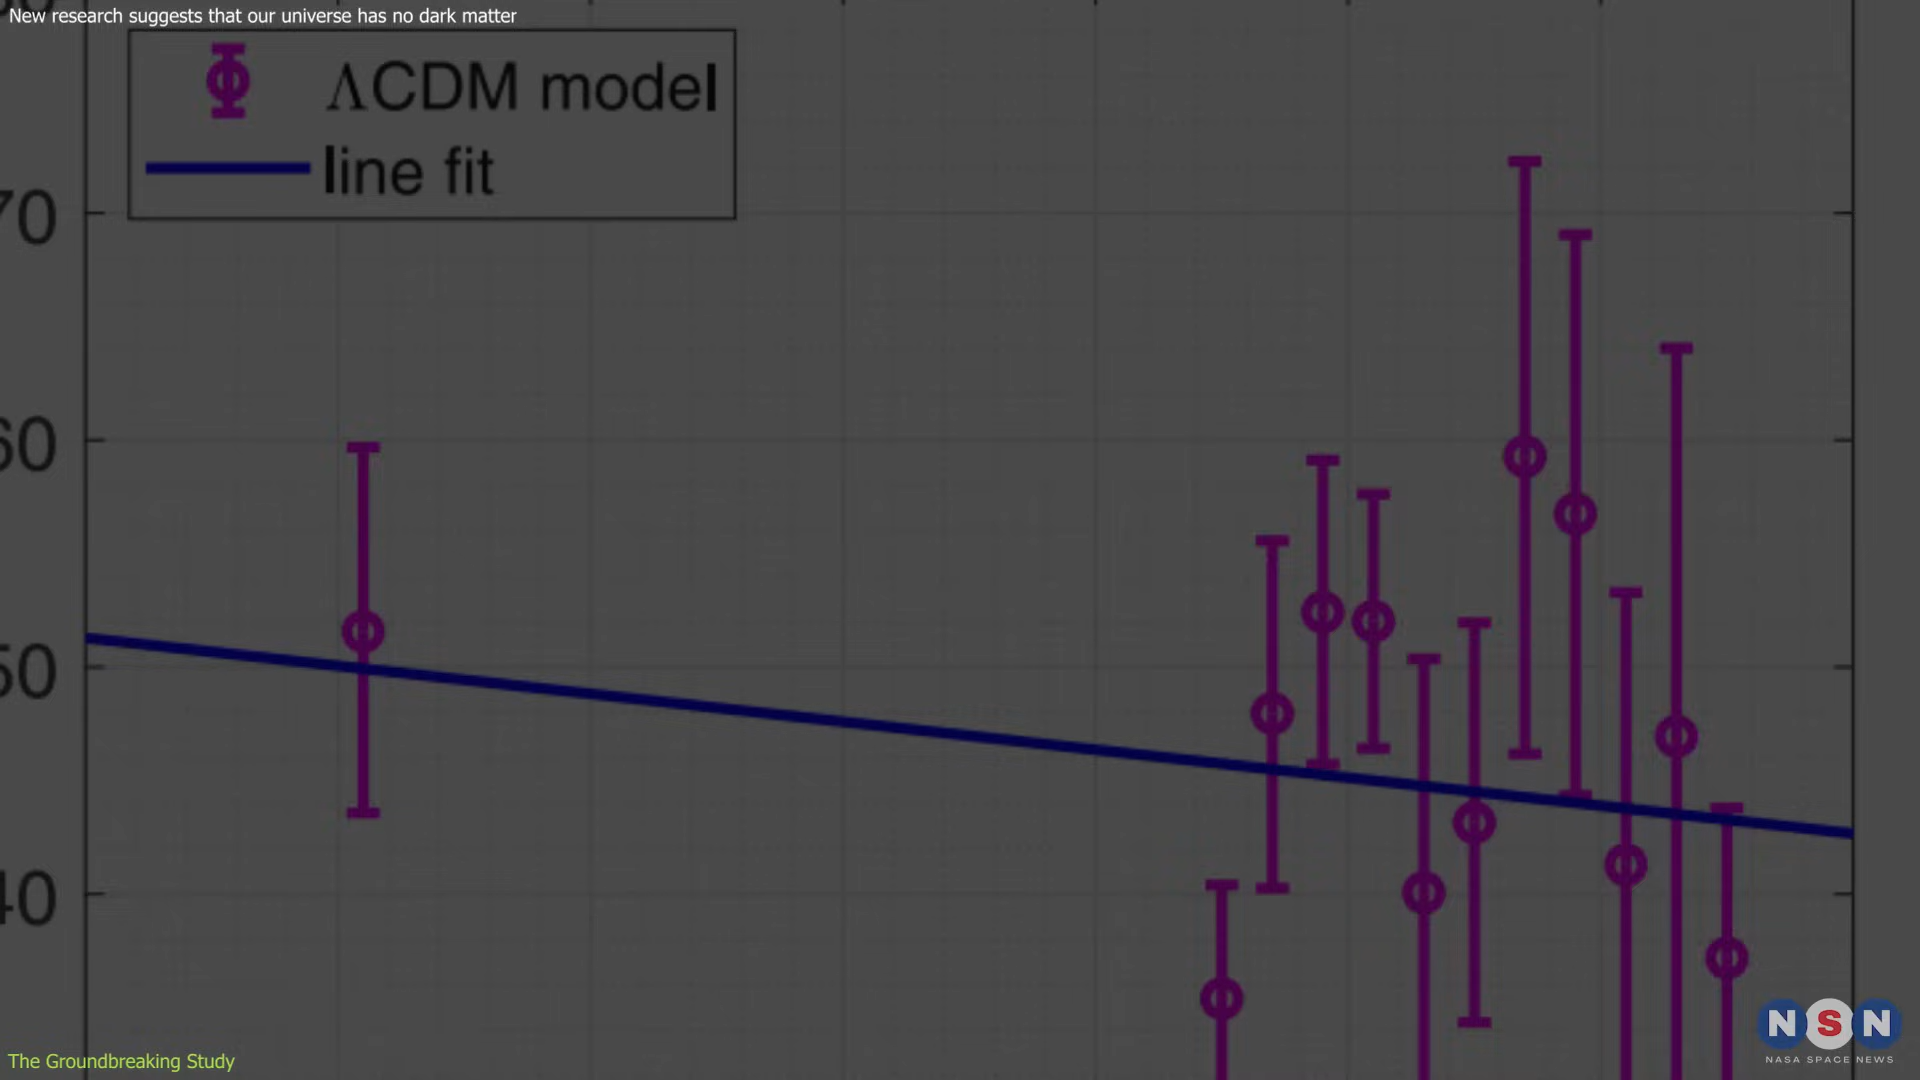 New research suggests that our universe has no dark matter
ΛCDM model
line fit
70
60
50
40
The Groundbreaking Study
NSN
NASA SPACE NEWS